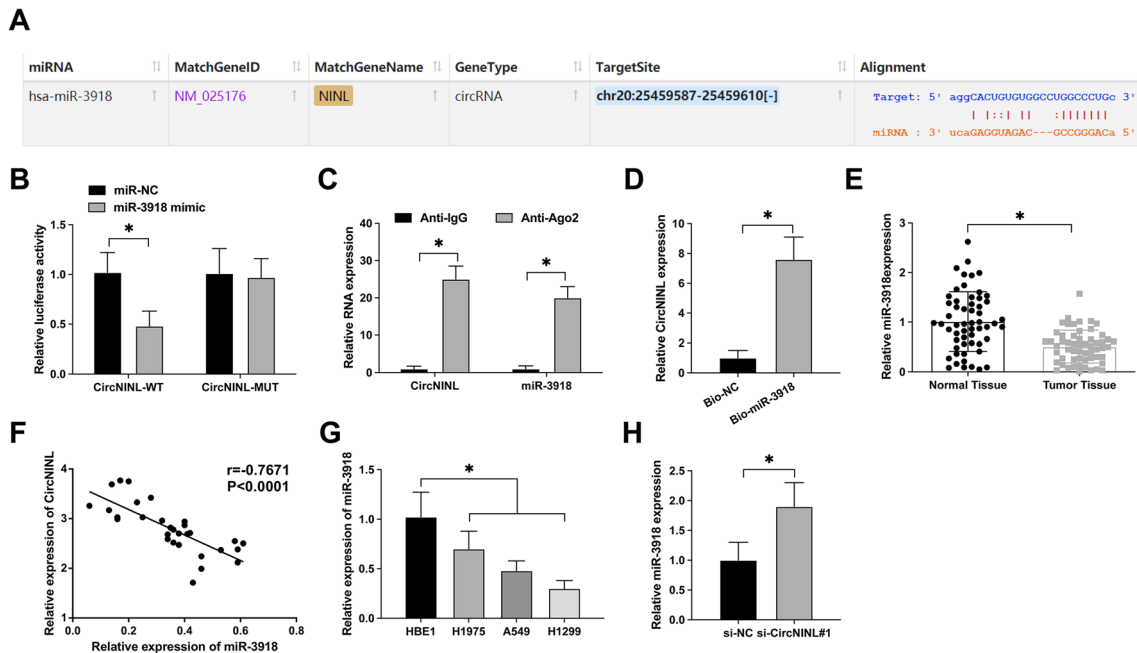 A
miRNA MatchGeneID MatchGeneName GeneType TargetSite Alignment
hsa-miR-3918 NM_025176 NINL circRNA chr20:25459587-25459610[-] Target: 5' aggCACUGUGUGGCCUGGCCCUGc 3'
| |::| || :|||||||
miRNA : 3' ucaGAGGUAGAC---GCCGGGACa 5'
B
miR-NC
miR-3918 mimic
Relative luciferase activity
1.5
1.0
0.5
0.0
*
CircNINL-WT CircNINL-MUT
C
Anti-IgG Anti-Ago2
Relative RNA expression
40
30
20
10
0
* *
CircNINL miR-3918
D
Relative CircNINL expression
10
8
6
4
2
0
*
Bio-NC
Bio-miR-3918
E
Relative miR-3918expression
3
2
1
0
*
Normal Tissue Tumor Tissue
F
Relative expression of CircNINL
4
3
2
1
r=-0.7671
P<0.0001
0.0 0.2 0.4 0.6 0.8
Relative expression of miR-3918
G
Relative expression of miR-3918
1.5
1.0
0.5
0.0
*
HBE1 H1975 A549 H1299
H
Relative miR-3918 expression
2.5
2.0
1.5
1.0
0.5
0.0
*
si-NC si-CircNINL#1